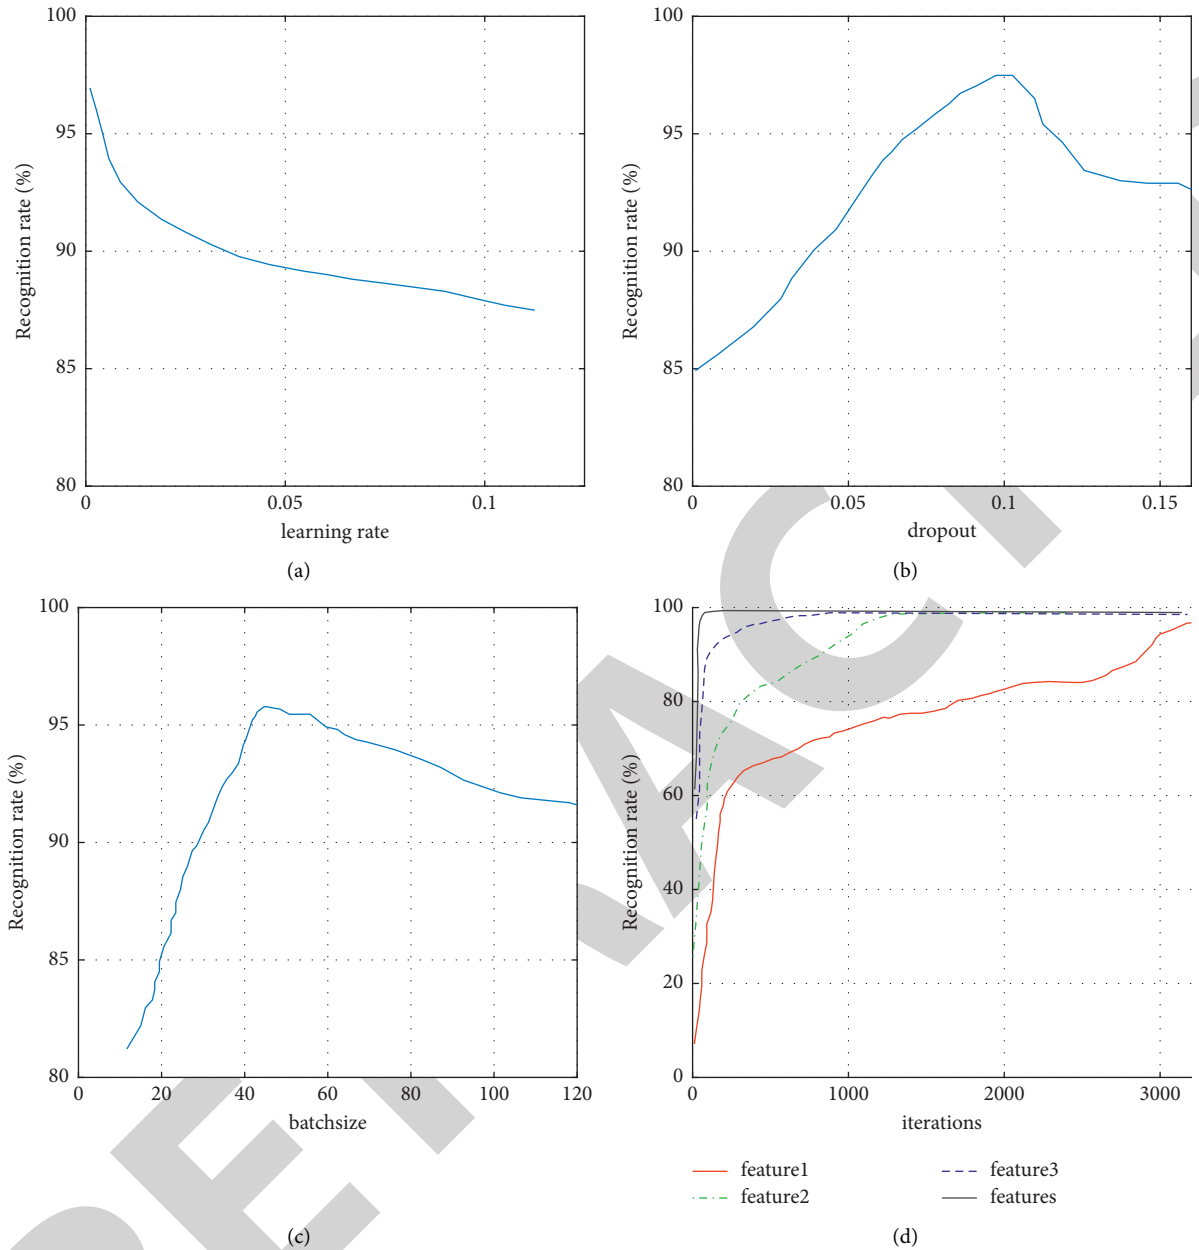 100
95
90
85
80
Recognition rate (%)
0
0.05
0.1
learning rate
(a)
100
95
90
85
80
Recognition rate (%)
0
0.05
0.1
0.15
dropout
(b)
100
95
90
85
80
Recognition rate (%)
0
20
40
60
80
100
120
batchsize
(c)
100
80
60
40
20
0
Recognition rate (%)
0
1000
2000
3000
iterations
feature1
feature2
feature3
features
(d)